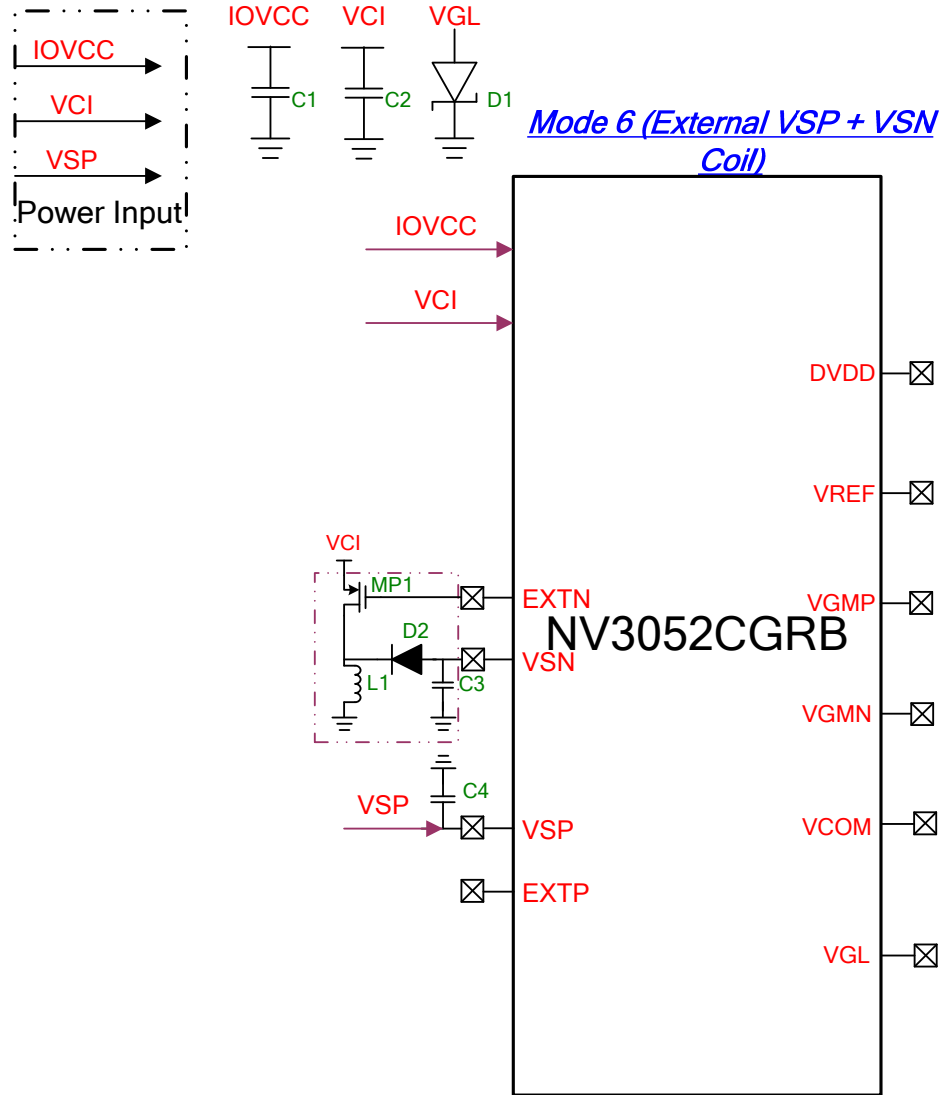 IOVCC VCI VGL
IOVCC
VCI
VSP
Power Input
C1 C2 D1
Mode 6 (External VSP + VSN
Coil)
IOVCC
VCI
DVDD
VREF
VCI
MP1
EXTN
VGMP
D2
NV3052CGRB
VSN
L1
C3
VGMN
C4
VSP
VSP
VCOM
EXTP
VGL